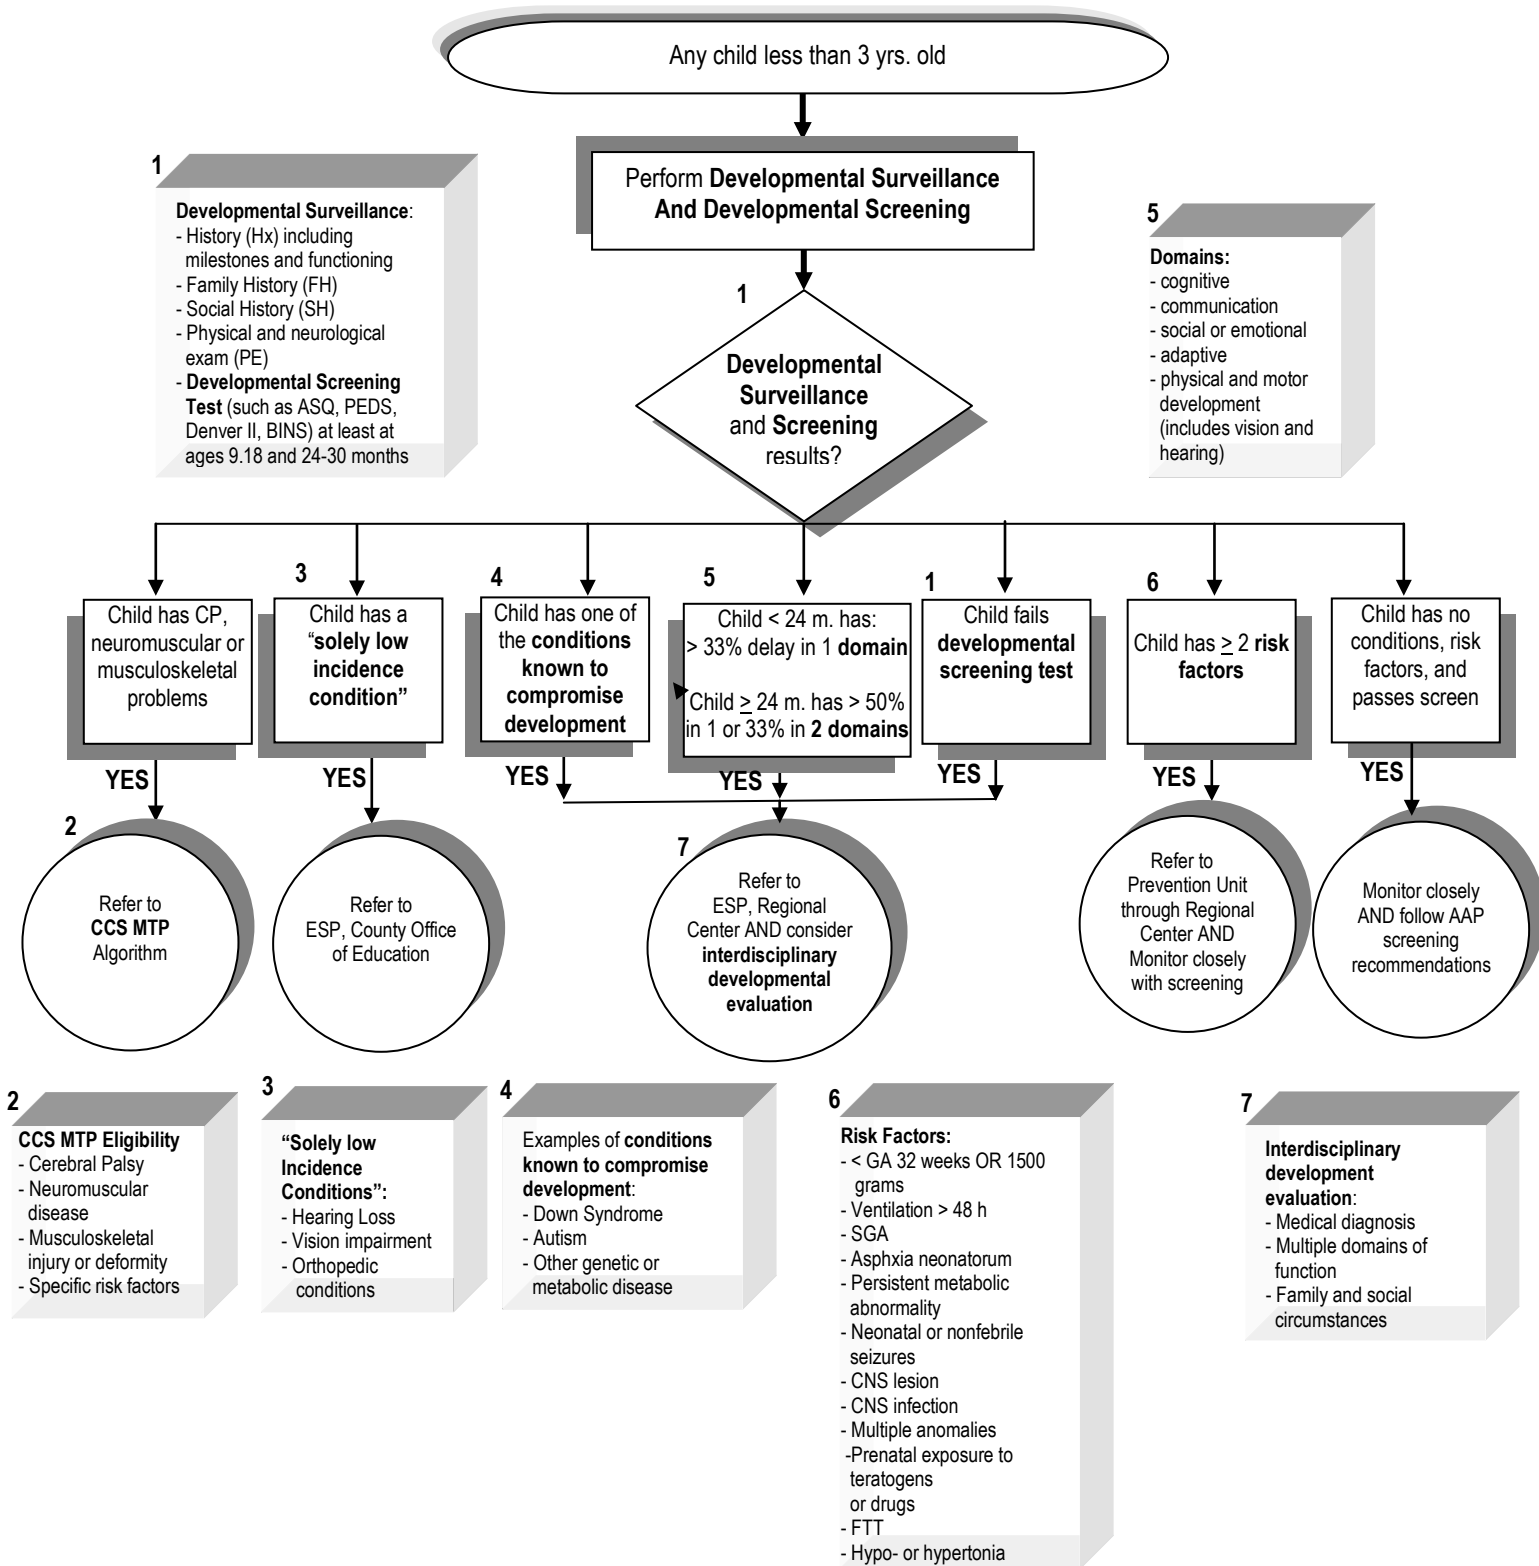 Any child less than 3 yrs. old
Perform Developmental Surveillance
And Developmental Screening
1
Developmental Surveillance:
- History (Hx) including
milestones and functioning
- Family History (FH)
- Social History (SH)
- Physical and neurological
exam (PE)
- Developmental Screening
Test (such as ASQ, PEDS,
Denver II, BINS) at least at
ages 9.18 and 24-30 months
1
Developmental
Surveillance
and Screening
results?
5
Domains:
- cognitive
- communication
- social or emotional
- adaptive
- physical and motor
development
(includes vision and
hearing)
Child has CP,
neuromuscular or
musculoskeletal
problems
YES
3
Child has a
“solely low
incidence
condition”
YES
4
Child has one of
the conditions
known to
compromise
development
YES
5
Child < 24 m. has:
> 33% delay in 1 domain
Child ≥ 24 m. has > 50%
in 1 or 33% in 2 domains
YES
1
Child fails
developmental
screening test
YES
6
Child has ≥ 2 risk
factors
YES
Child has no
conditions, risk
factors, and
passes screen
YES
2
Refer to
CCS MTP
Algorithm
Refer to
ESP, County Office
of Education
7
Refer to
ESP, Regional
Center AND consider
interdisciplinary
developmental
evaluation
Refer to
Prevention Unit
through Regional
Center AND
Monitor closely
with screening
Monitor closely
AND follow AAP
screening
recommendations
2
CCS MTP Eligibility
- Cerebral Palsy
- Neuromuscular
disease
- Musculoskeletal
injury or deformity
- Specific risk factors
3
“Solely low
Incidence
Conditions”:
- Hearing Loss
- Vision impairment
- Orthopedic
conditions
4
Examples of conditions
known to compromise
development:
- Down Syndrome
- Autism
- Other genetic or
metabolic disease
6
Risk Factors:
- < GA 32 weeks OR 1500
grams
- Ventilation > 48 h
- SGA
- Asphxia neonatorum
- Persistent metabolic
abnormality
- Neonatal or nonfebrile
seizures
- CNS lesion
- CNS infection
- Multiple anomalies
-Prenatal exposure to
teratogens
or drugs
- FTT
- Hypo- or hypertonia
7
Interdisciplinary
development
evaluation:
- Medical diagnosis
- Multiple domains of
function
- Family and social
circumstances